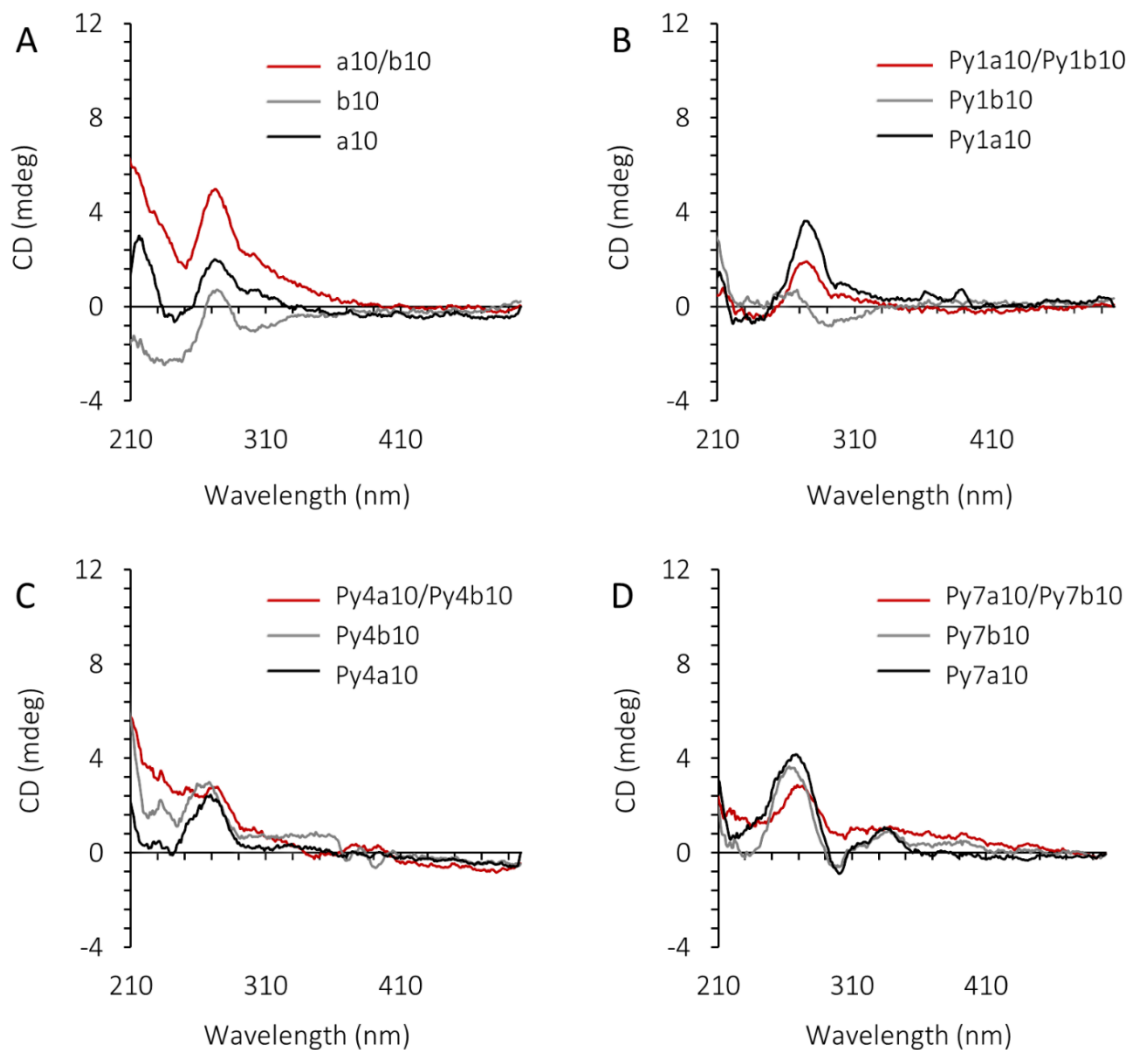 A
12
8
4
0
-4
CD (mdeg)
a10/b10
b10
a10
210
310
410
Wavelength (nm)
B
12
8
4
0
-4
CD (mdeg)
Py1a10/Py1b10
Py1b10
Py1a10
210
310
410
Wavelength (nm)
C
12
8
4
0
-4
CD (mdeg)
Py4a10/Py4b10
Py4b10
Py4a10
210
310
410
Wavelength (nm)
D
12
8
4
0
-4
CD (mdeg)
Py7a10/Py7b10
Py7b10
Py7a10
210
310
410
Wavelength (nm)